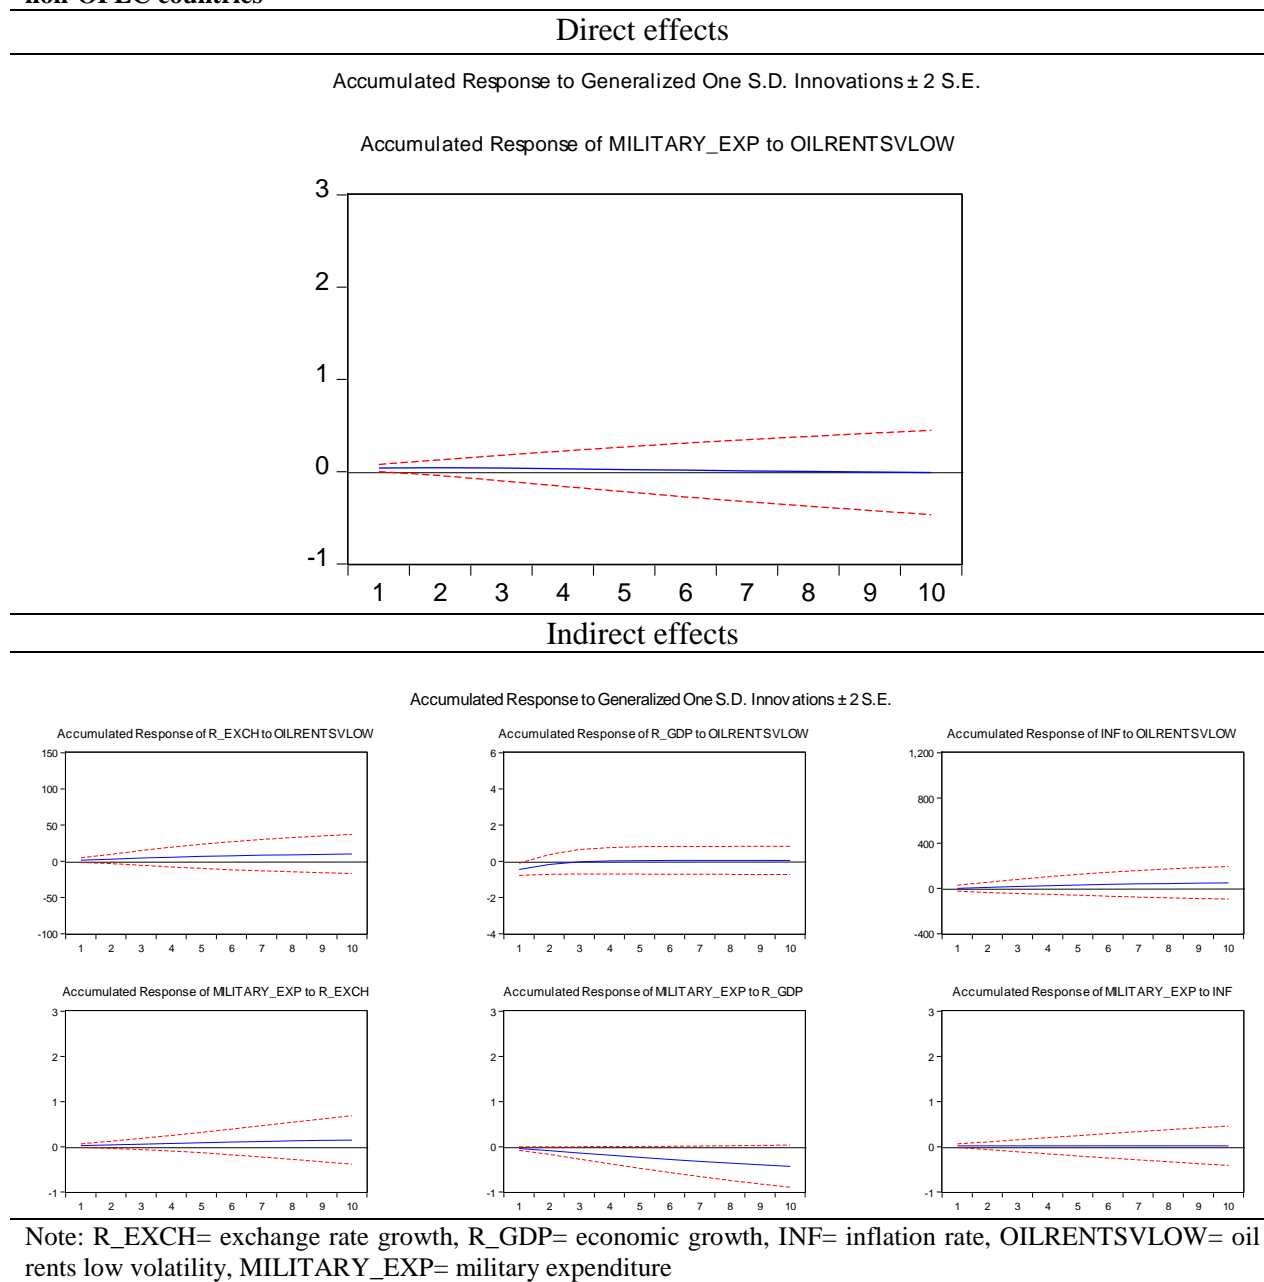 non-OPEC countries
Direct effects
Accumulated Response to Generalized One S.D. Innovations ± 2 S.E.
Accumulated Response of MILITARY_EXP to OILRENTSVLOW
3
2
1
0
-1
1 2 3 4 5 6 7 8 9 10
Indirect effects
Accumulated Response to Generalized One S.D. Innovations ± 2 S.E.
Accumulated Response of R_EXCH to OILRENTSVLOW
150
100
50
0
-50
-100
1 2 3 4 5 6 7 8 9 10
Accumulated Response of R_GDP to OILRENTSVLOW
6
4
2
0
-2
-4
1 2 3 4 5 6 7 8 9 10
Accumulated Response of INF to OILRENTSVLOW
1,200
800
400
0
-400
1 2 3 4 5 6 7 8 9 10
Accumulated Response of MILITARY_EXP to R_EXCH
3
2
1
0
-1
1 2 3 4 5 6 7 8 9 10
Accumulated Response of MILITARY_EXP to R_GDP
3
2
1
0
-1
1 2 3 4 5 6 7 8 9 10
Accumulated Response of MILITARY_EXP to INF
3
2
1
0
-1
1 2 3 4 5 6 7 8 9 10
Note: R_EXCH= exchange rate growth, R_GDP= economic growth, INF= inflation rate, OILRENTSVLOW= oil
rents low volatility, MILITARY_EXP= military expenditure